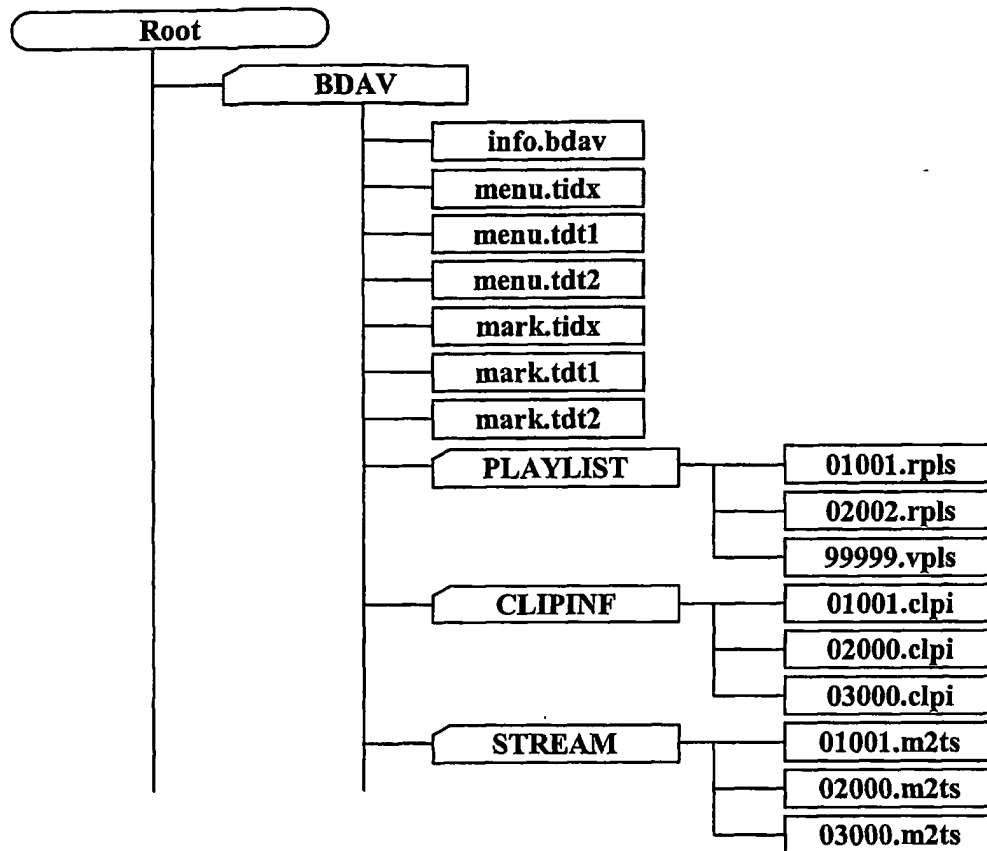 Root
BDAV
info.bdav
menu.tidx
menu.tdt1
menu.tdt2
mark.tidx
mark.tdt1
mark.tdt2
PLAYLIST
01001.rpls
02002.rpls
99999.vpls
CLIPINF
01001.clpi
02000.clpi
03000.clpi
STREAM
01001.m2ts
02000.m2ts
03000.m2ts